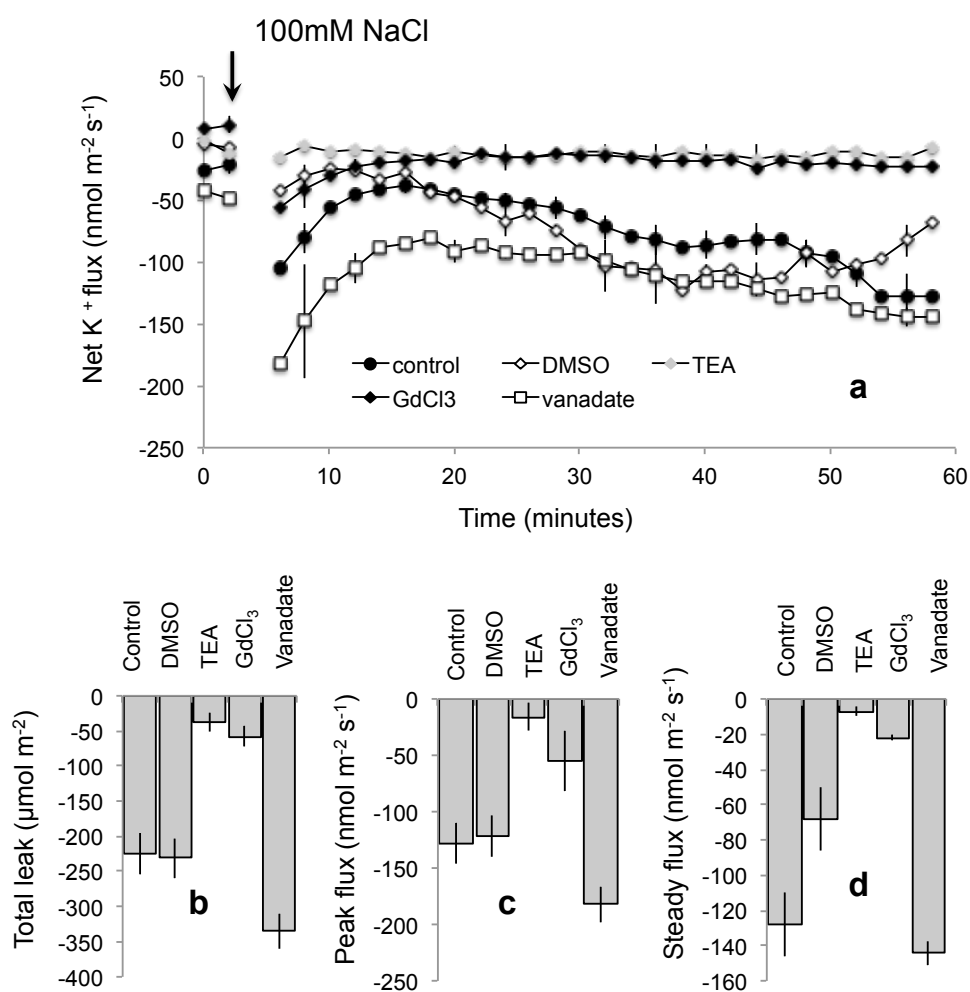 100mM NaCl
Net K + flux (nmol m-2 s-1)
50
0
-50
-100
-150
-200
-250
control
DMSO
TEA
GdCl3
vanadate
a
0
10
20
30
40
50
60
Time (minutes)
Control
DMSO
TEA
GdCl3
Vanadate
Total leak (μmol m-2)
0
-50
-100
-150
-200
-250
-300
-350
-400
b
Control
DMSO
TEA
GdCl3
Vanadate
Peak flux (nmol m-2 s-1)
0
-50
-100
-150
-200
-250
c
Control
DMSO
TEA
GdCl3
Vanadate
Steady flux (nmol m-2 s-1)
0
-20
-40
-60
-80
-100
-120
-140
-160
d